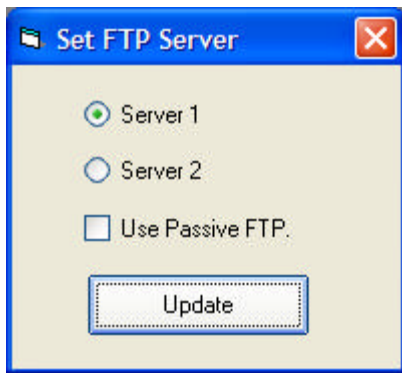 Set FTP Server
Server 1
Server 2
Use Passive FTP.
Update